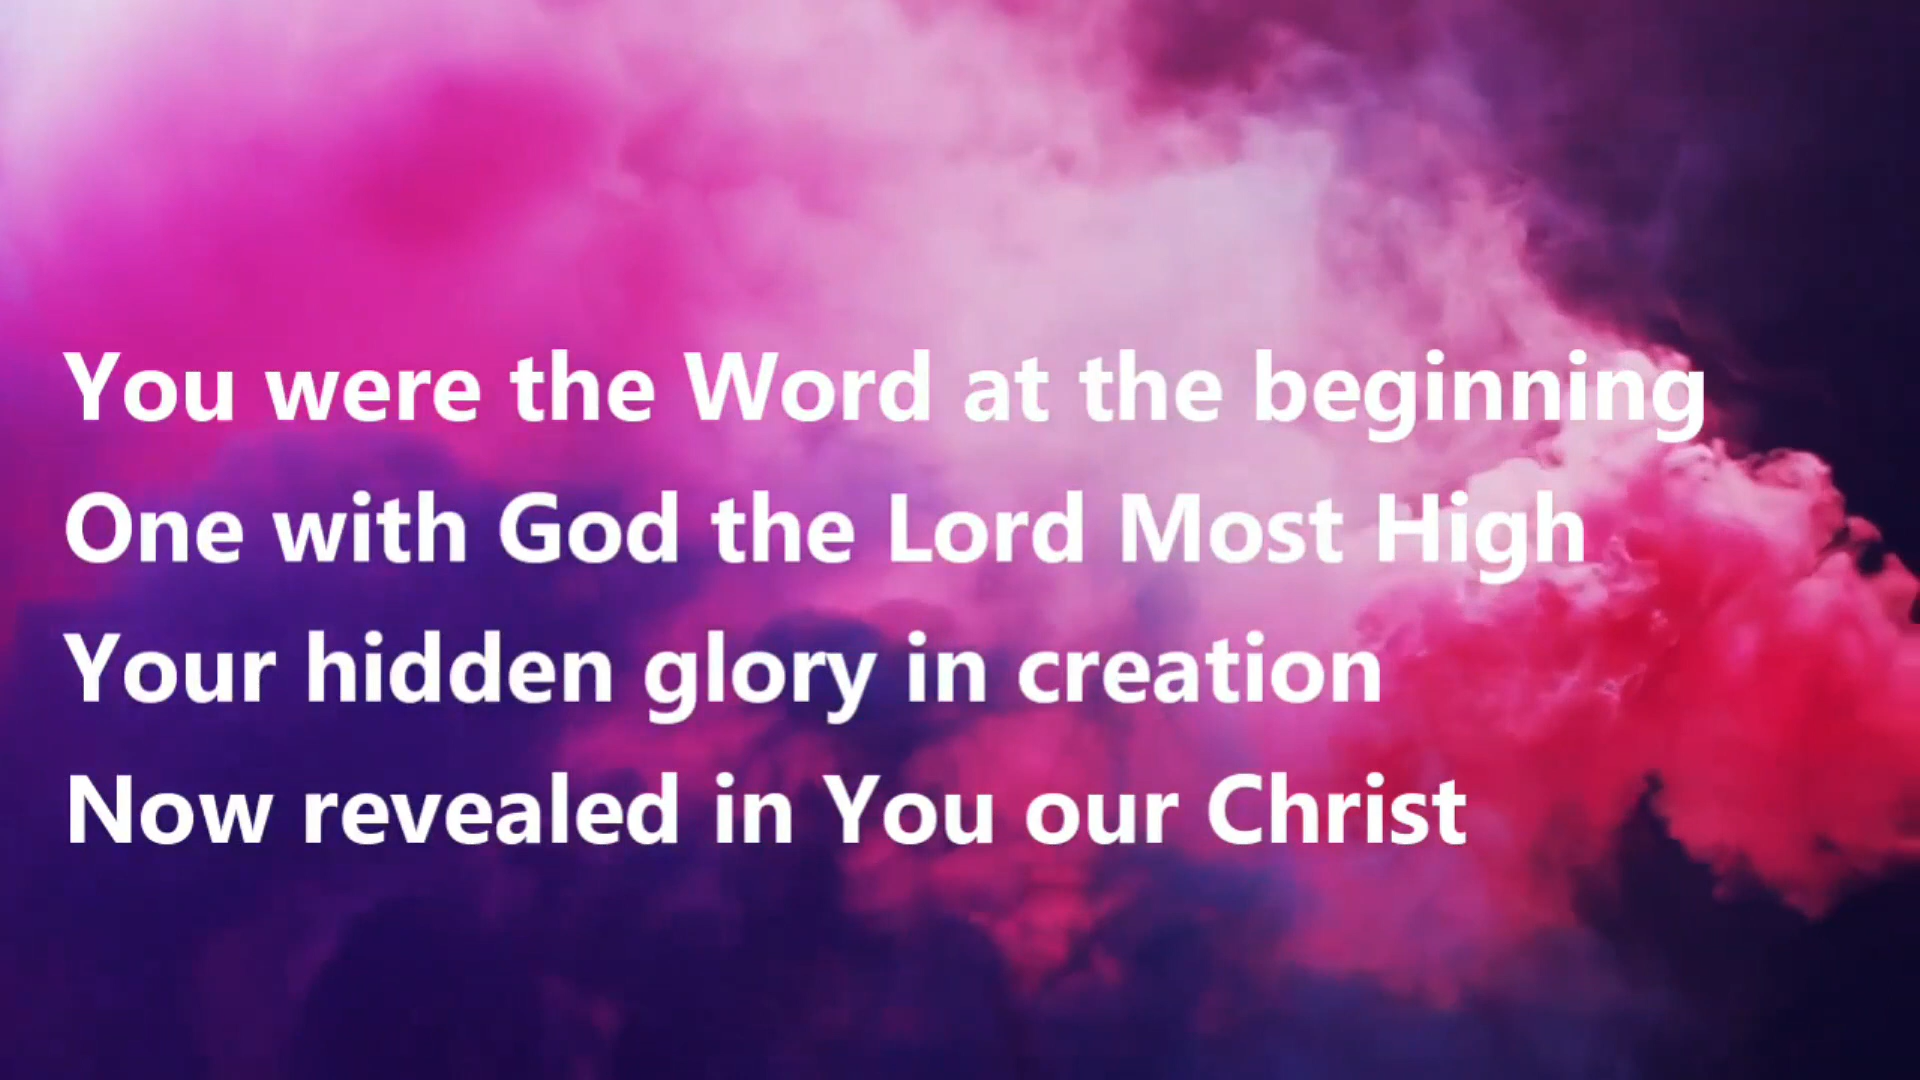 You were the Word at the beginning
One with God the Lord Most High
Your hidden glory in creation
Now revealed in You our Christ